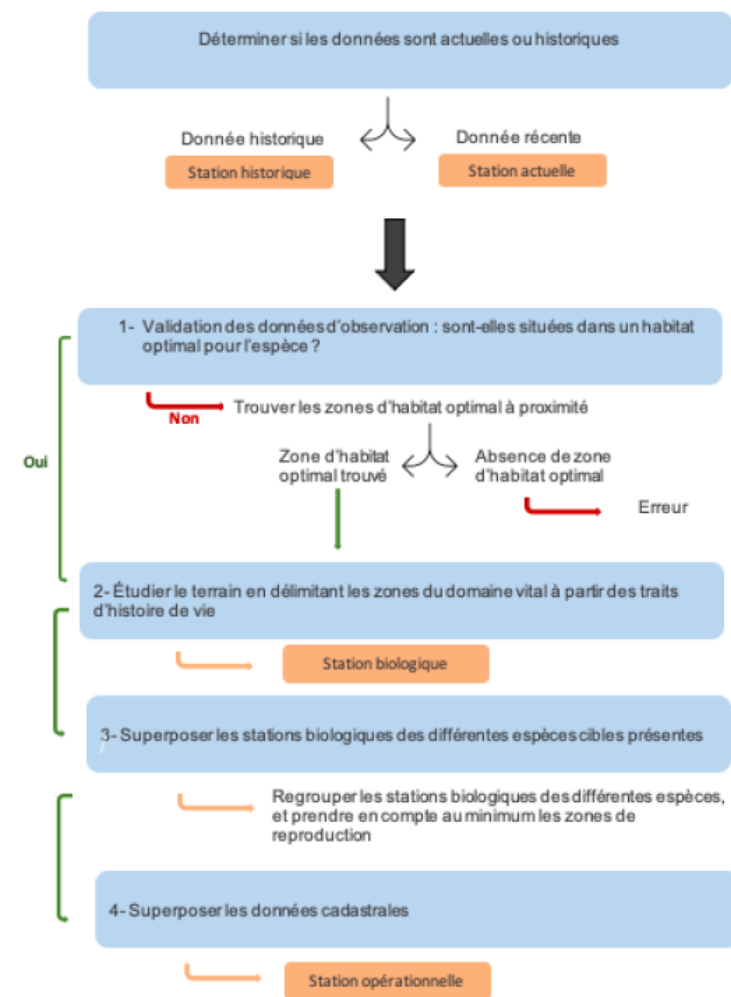 Déterminer si les données sont actuelles ou historiques
Donnée historique
Donnée récente
Station historique
Station actuelle
1- Validation des données d'observation : sont-elles situées dans un habitat
optimal pour l'espèce ?
Non
Trouver les zones d'habitat optimal à proximité
Oui
Zone d'habitat
optimal trouvé
Absence de zone
d'habitat optimal
Erreur
2- Étudier le terrain en délimitant les zones du domaine vital à partir des traits
d'histoire de vie
Station biologique
3- Superposer les stations biologiques des différentes espèces cibles présentes
Regrouper les stations biologiques des différentes espèces,
et prendre en compte au minimum les zones de
reproduction
4- Superposer les données cadastrales
Station opérationnelle